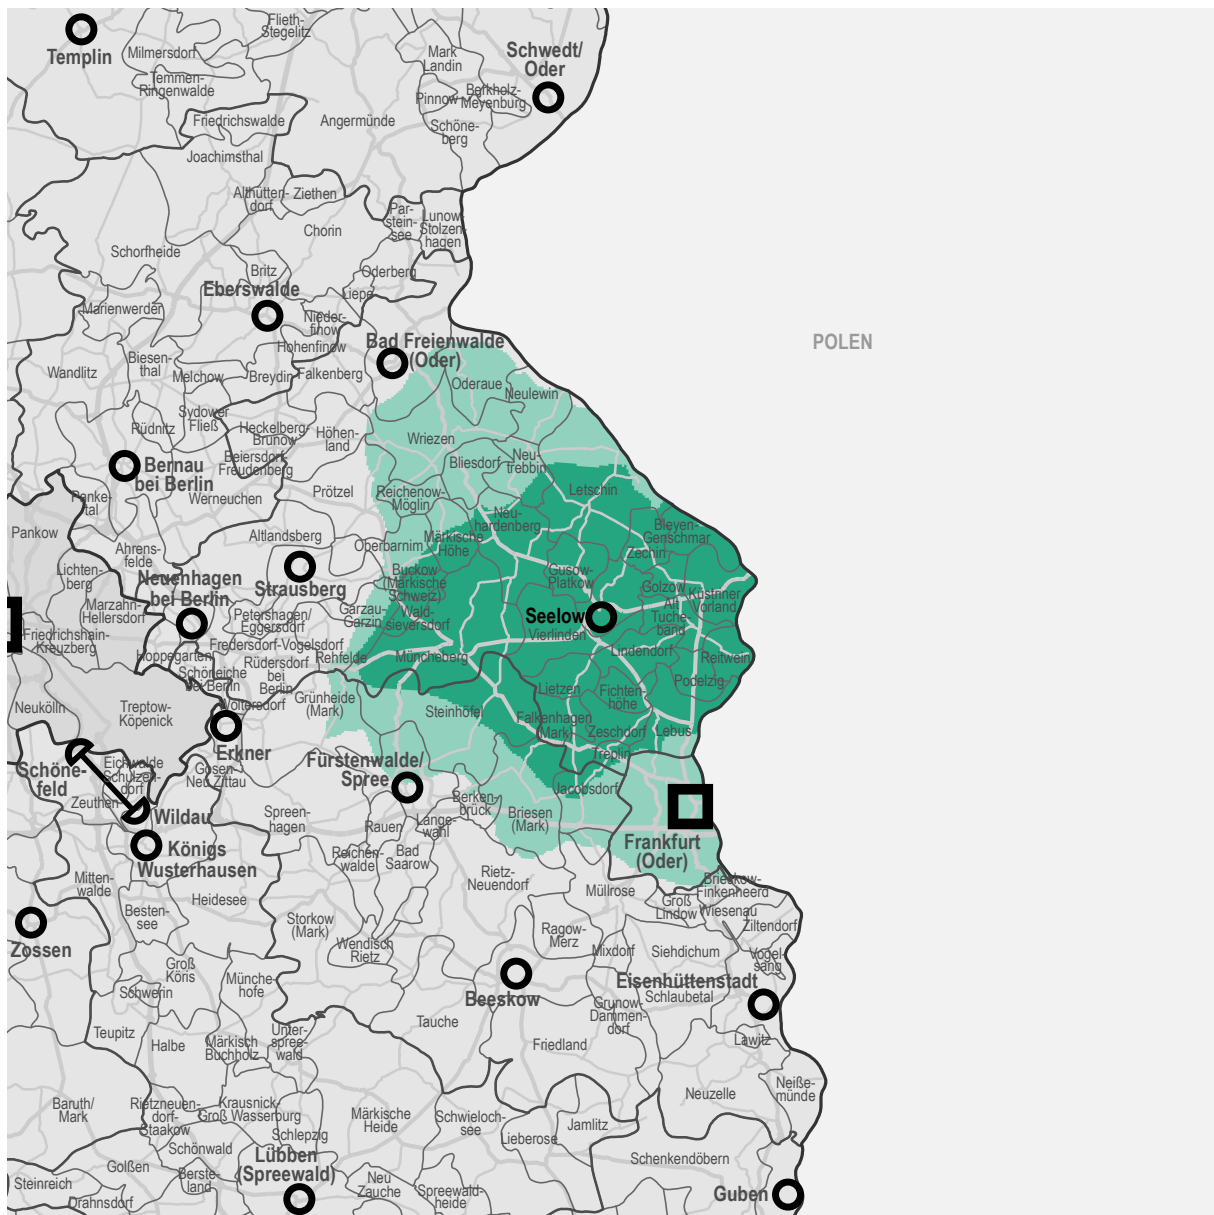 Templin
Flieth-
Stegelitz
Milmersdorf
Temmen-
Ringenwalde
Mark
Landin
Schwedt/
Oder
Pinnow
Berkholz-
Meyenburg
Schöne-
berg
Friedrichswalde
Angermünde
Joachimsthal
Althütten-
dorf
Ziethen
Par-
stein-
see
Lunow-
Stolzen-
hagen
Chorin
Schorfheide
Britz
Oderberg
Liepe
Eberswalde
Marienwerder
Nieder-
finow
Hohenfinow
Bad Freienwalde
(Oder)
POLEN
Wandlitz
Biesen-
thal
Melchow
Breydin
Falkenberg
Oderaue
Neulewin
Sydower
Fließ
Rüdnitz
Heckelberg-
Brunow
Höhen-
land
Wriezen
Beiersdorf-
Freudenberg
Bernau
bei Berlin
Bliesdorf
Neu-
trebbin
Letschin
Panke-
tal
Werneuchen
Prötzel
Reichenow-
Möglin
Neu-
hardenberg
Pankow
Ahrens-
felde
Altlandsberg
Oberbarnim
Märkische
Höhe
Bleyen-
Genschmar
Zechin
Lichten-
berg
Neuenhagen
bei Berlin
Strausberg
Buckow
(Märkische
Schweiz)
Gusow-
Platkow
Golzow
Küstriner
Vorland
Marzahn-
Hellersdorf
Petershagen/
Eggersdorf
Garzau-
Garzin
Wald-
sieversdorf
Seelow
Alt
Tuche-
band
Friedrichshain-
Kreuzberg
Fredersdorf-Vogelsdorf
Vierlinden
Hoppegarten
Rüdersdorf
bei
Berlin
Rehfelde
Müncheberg
Lindendorf
Reitwein
Schöneiche
bei Berlin
Podelzig
Neukölln
Treptow-
Köpenick
Woltersdorf
Grünheide
(Mark)
Steinhöfel
Lietzen
Fichten-
höhe
Falkenhagen
(Mark)
Zeschdorf
Lebus
Erkner
Treplin
Schöne-
feld
Eichwalde
Schulzen-
dorf
Gosen-
Neu Zittau
Fürstenwalde/
Spree
Jacobsdorf
Zeuthen
Wildau
Berken-
brück
Briesen
(Mark)
Spreen-
hagen
Rauen
Lange-
wahl
Frankfurt
(Oder)
Königs
Wusterhausen
Reichen-
walde
Bad
Saarow
Mitten-
walde
Rietz-
Neuendorf
Müllrose
Brieskow-
Finkenheerd
Heidesee
Groß
Lindow
Wiesenau
Besten-
see
Storkow
(Mark)
Ziltendorf
Zossen
Ragow-
Merz
Wendisch
Rietz
Mixdorf
Siehdichum
Vogel-
sang
Groß
Köris
Münche-
hofe
Beeskow
Eisenhüttenstadt
Schwerin
Schlaubetal
Grunow-
Dammen-
dorf
Teupitz
Tauche
Halbe
Märkisch
Buchholz
Unter-
spree-
wald
Friedland
Lawitz
Neiße-
münde
Neuzelle
Baruth/
Mark
Rietzneuen-
dorf-
Staakow
Krausnick-
Groß Wasserburg
Märkische
Heide
Schwieloch-
see
Schlepzig
Jamlitz
Lieberose
Schönwald
Lübben
(Spreewald)
Schenkendöbern
Golßen
Berste-
land
Steinreich
Drahnsdorf
Neu
Zauche
Spreewald-
heide
Guben